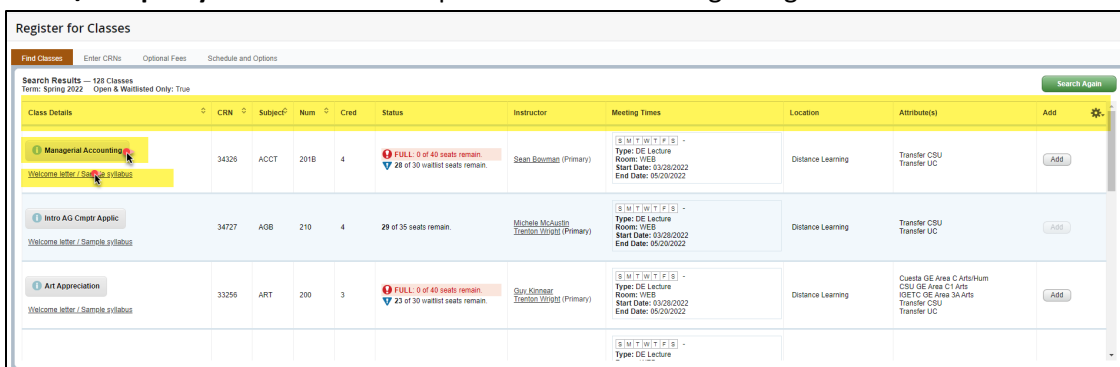 Register for Classes
Find Classes Enter CRNs Optional Fees Schedule and Options
Search Results — 128 Classes
Term: Spring 2022 Open & Waitlisted Only: True
Search Again
Class Details CRN Subject Num Cred Status Instructor Meeting Times Location Attribute(s) Add
Managerial Accounting
Welcome letter / Sample syllabus
34326 ACCT 201B 4
FULL: 0 of 40 seats remain.
28 of 30 waitlist seats remain.
Sean Bowman (Primary)
S M T W T F S -
Type: DE Lecture
Room: WEB
Start Date: 03/28/2022
End Date: 05/20/2022
Distance Learning
Transfer CSU
Transfer UC
Add
Intro AG Cmptr Applic
Welcome letter / Sample syllabus
34727 AGB 210 4
29 of 35 seats remain.
Michele McAustin
Trenton Wright (Primary)
S M T W T F S -
Type: DE Lecture
Room: WEB
Start Date: 03/28/2022
End Date: 05/20/2022
Distance Learning
Transfer CSU
Transfer UC
Add
Art Appreciation
Welcome letter / Sample syllabus
33256 ART 200 3
FULL: 0 of 40 seats remain.
23 of 30 waitlist seats remain.
Guy Kinnear
Trenton Wright (Primary)
S M T W T F S -
Type: DE Lecture
Room: WEB
Start Date: 03/28/2022
End Date: 05/20/2022
Distance Learning
Cuesta GE Area C Arts/Hum
CSU GE Area C1 Arts
IGETC GE Area 3A Arts
Transfer CSU
Transfer UC
Add
S M T W T F S -
Type: DE Lecture